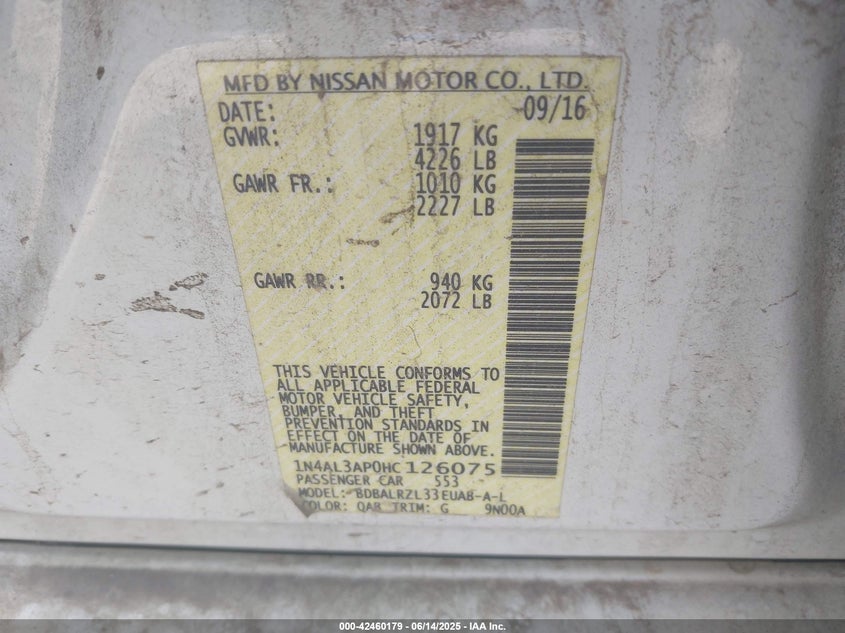 MFD BY NISSAN MOTOR CO., LTD.
DATE: 09/16
GVWR: 1917 KG
4226 LB
GAWR FR.: 1010 KG
2227 LB
GAWR RR.: 940 KG
2072 LB
THIS VEHICLE CONFORMS TO
ALL APPLICABLE FEDERAL
MOTOR VEHICLE SAFETY,
BUMPER, AND THEFT
PREVENTION STANDARDS IN
EFFECT ON THE DATE OF
MANUFACTURE SHOWN ABOVE.
1N4AL3AP0HC126075
PASSENGER CAR 553
MODEL: BDBALRZL33EUAB-A-L
COLOR: QAB TRIM: G 9N00A
000-42460179 - 06/14/2025 - IAA Inc.